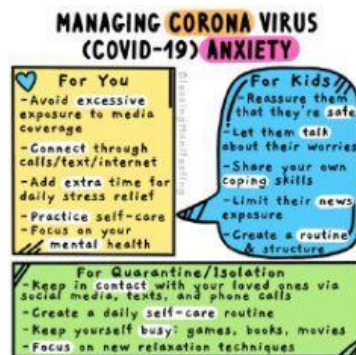 MANAGING CORONA VIRUS
(COVID-19) ANXIETY
For You
-Avoid excessive
exposure to media
coverage
-Connect through
calls/text/internet
-Add extra time for
daily stress relief
-Practice self-care
-Focus on your
mental health
For Kids
-Reassure them
that they're safe
-Let them talk
about their worries
-Share your own
coping skills
-Limit their news
exposure
-Create a routine
& structure
For Quarantine/Isolation
-Keep in contact with your loved ones via
social media, texts, and phone calls
-Create a daily self-care routine
-Keep yourself busy: games, books, movies
-Focus on new relaxation techniques